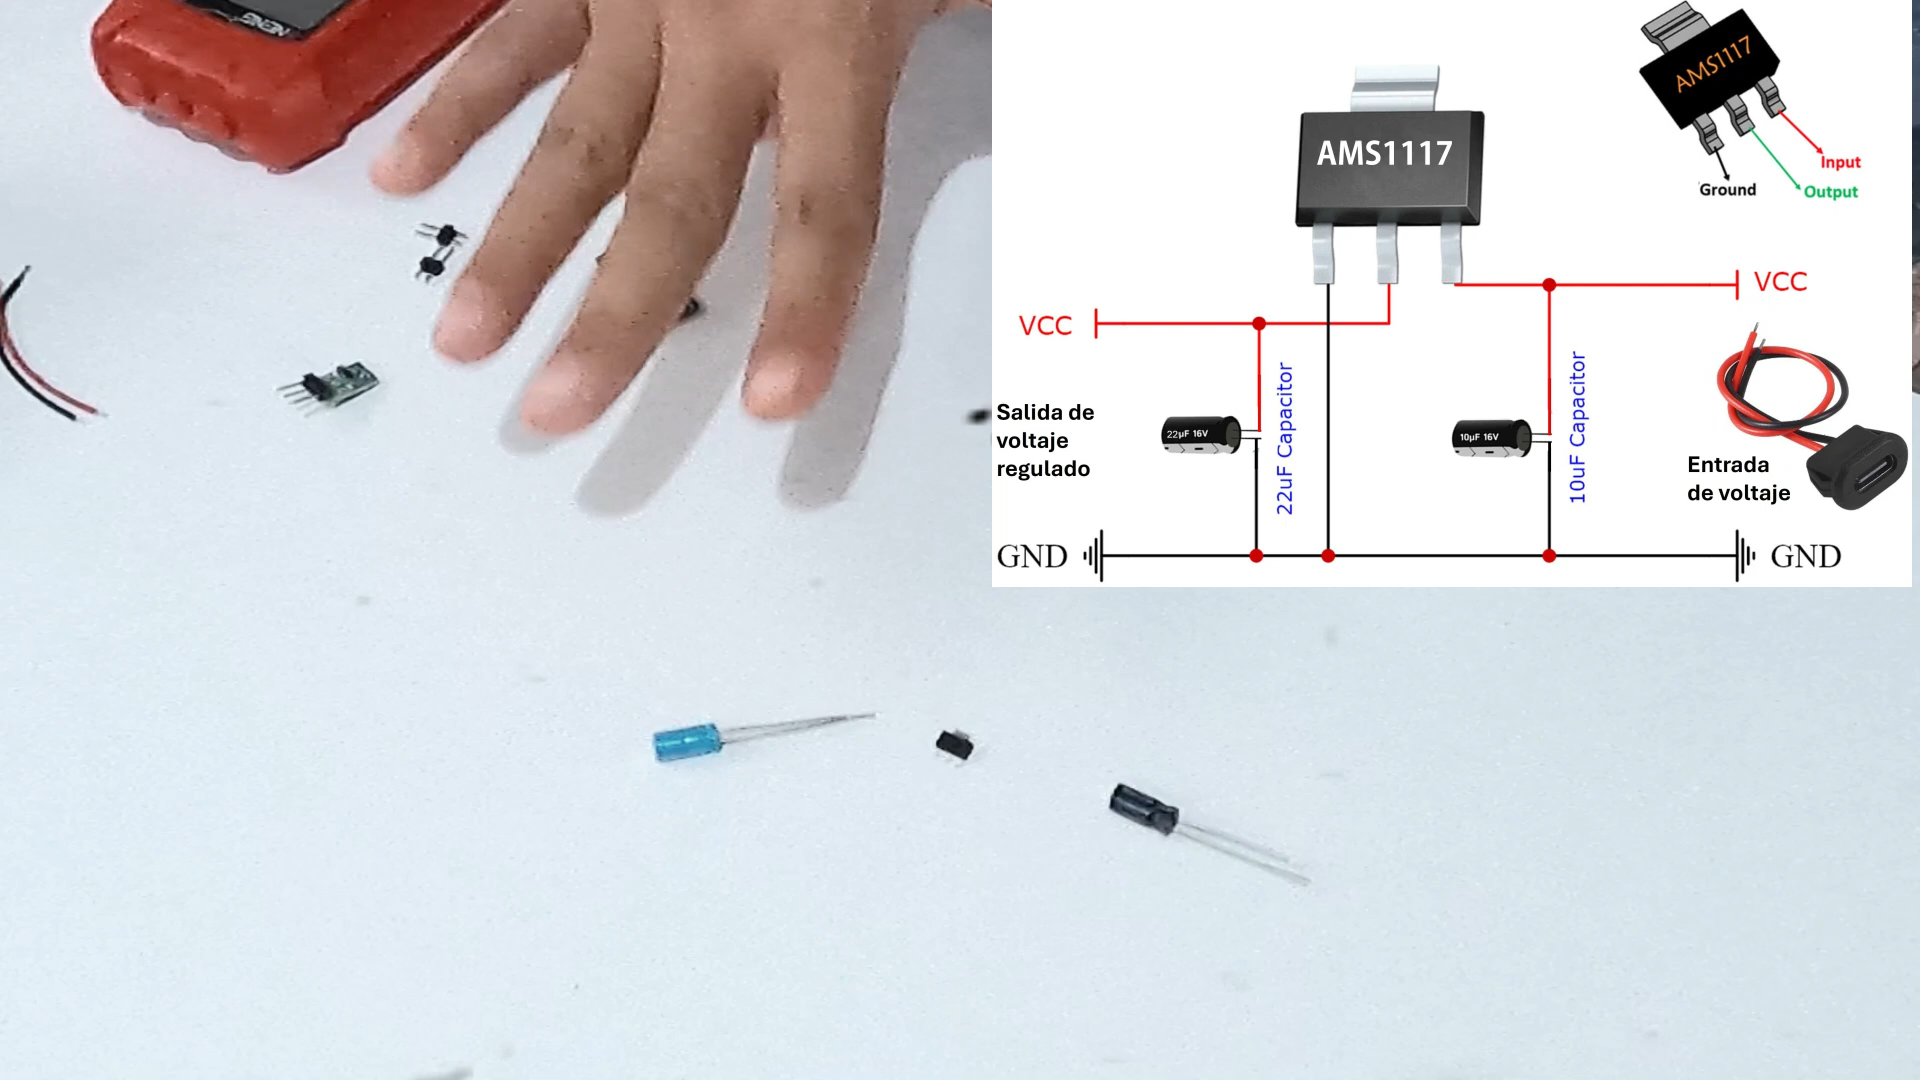 NENG
AMS1117
AMS1117
Input
Ground
Output
VCC
VCC
Salida de
voltaje
regulado
22µF 16V
22uF Capacitor
10µF 16V
10uF Capacitor
Entrada
de voltaje
GND
GND